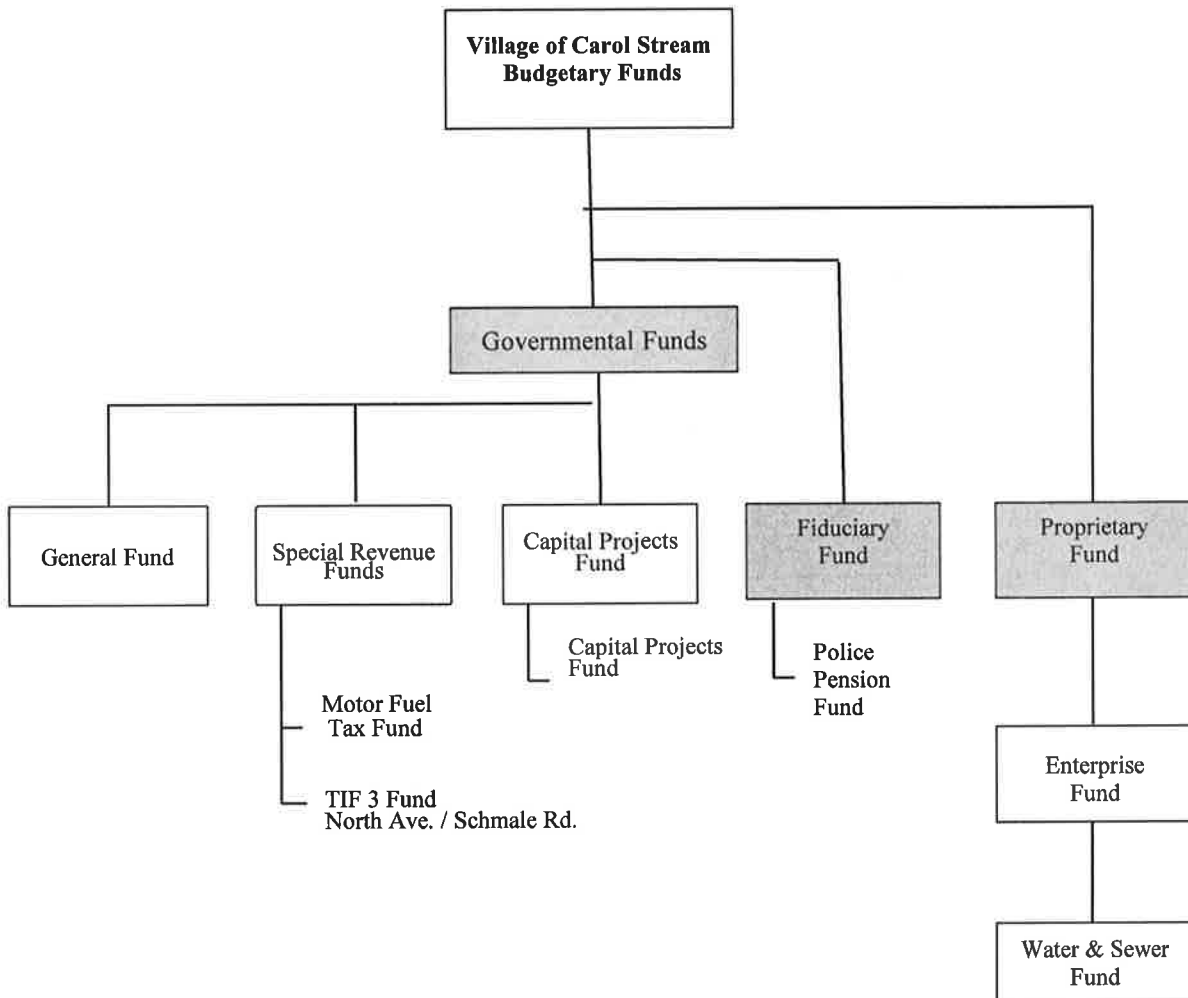 Village of Carol Stream
Budgetary Funds
Governmental Funds
General Fund
Special Revenue
Funds
Capital Projects
Fund
Fiduciary
Fund
Proprietary
Fund
Capital Projects
Fund
Police
Pension
Fund
Motor Fuel
Tax Fund
TIF 3 Fund
North Ave. / Schmale Rd.
Enterprise
Fund
Water & Sewer
Fund